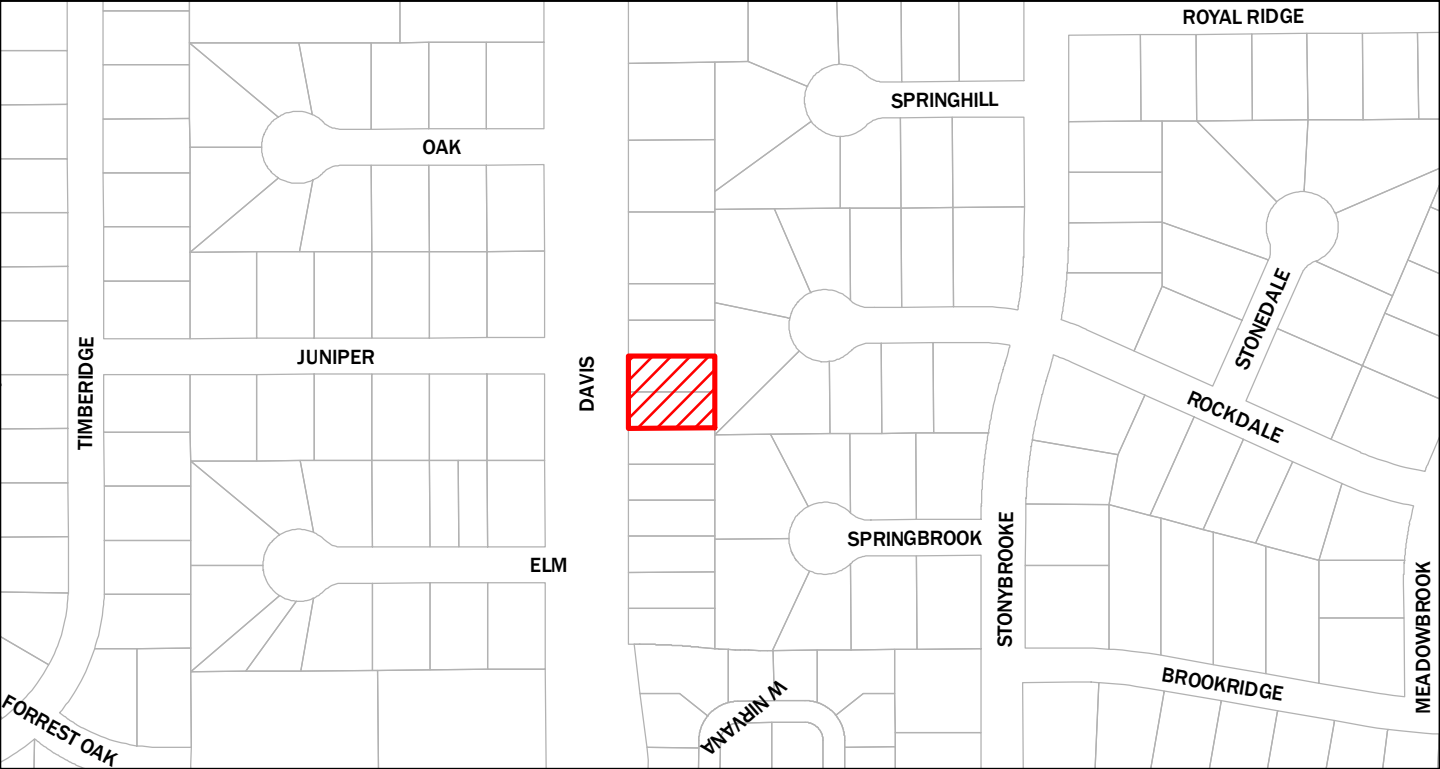 ROYAL RIDGE
SPRINGHILL
OAK
STONEDALE
JUNIPER
TIMBERIDGE
DAVIS
ROCKDALE
SPRINGBROOK
ELM
STONYBROOKE
MEADOWBROOK
BROOKRIDGE
W NIRVANA
FORREST OAK